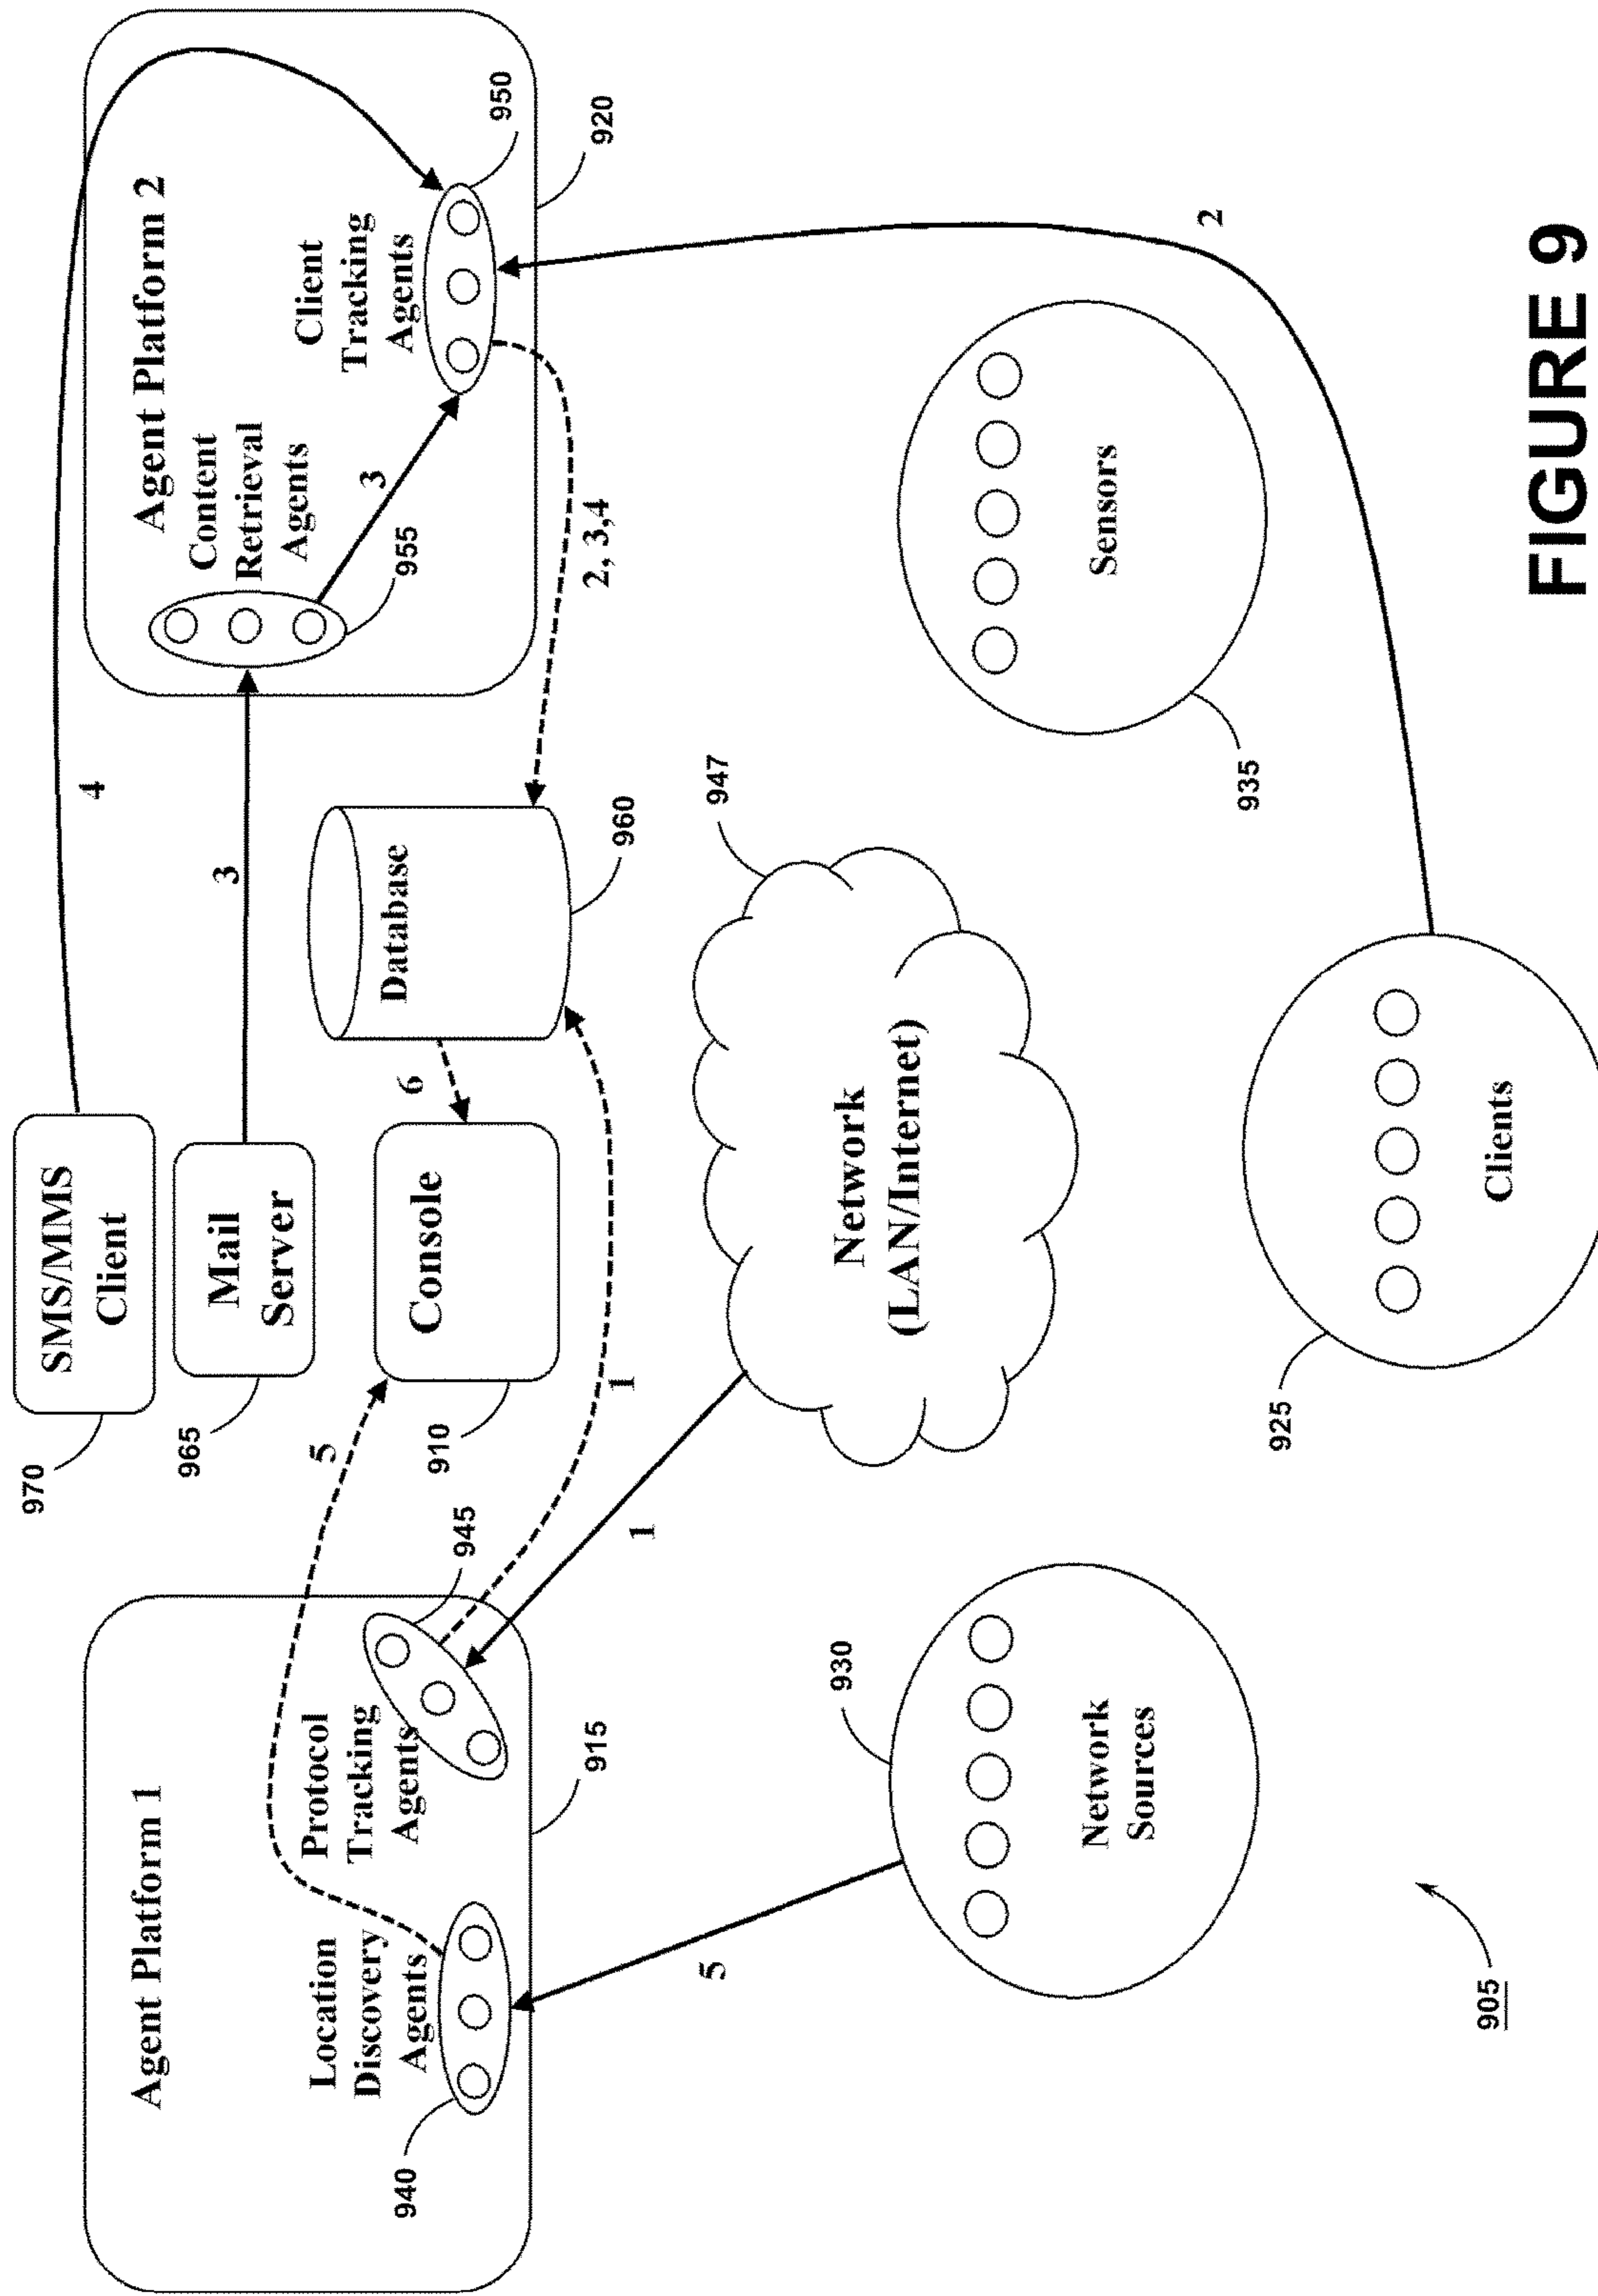 970
SMS/MMS
Client
4
965
Mail
Server
3
Agent Platform 1
Agent Platform 2
Content
Retrieval
Agents
955
3
Client
Tracking
Agents
950
920
2, 3,4
5
910
Console
6
Database
960
Location
Discovery
Agents
940
Protocol
Tracking
Agents
945
915
1
1
5
Network
(LAN/Internet)
947
930
Network
Sources
Sensors
935
2
925
Clients
905
FIGURE 9